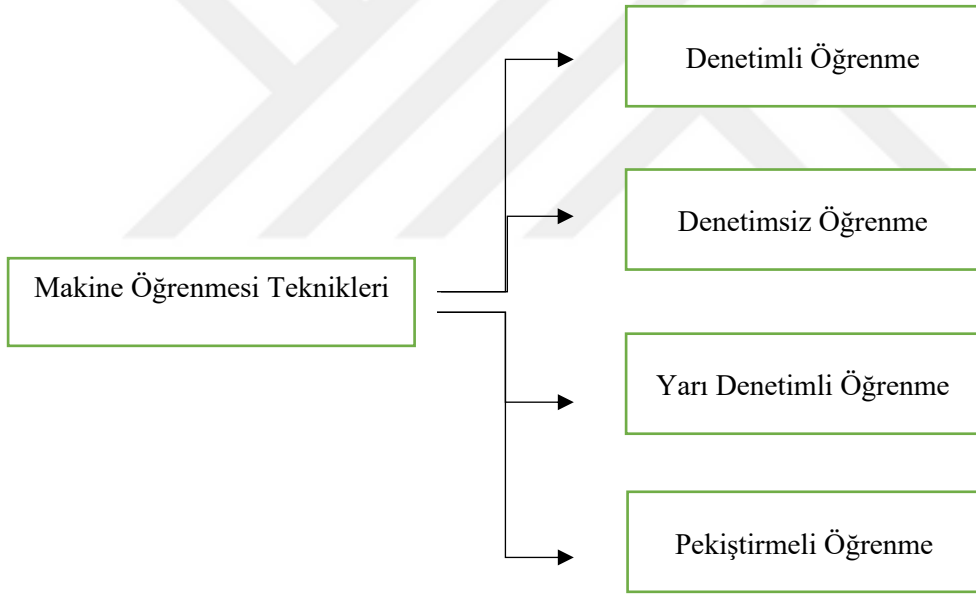 Denetimli Öğrenme
Denetimsiz Öğrenme
Makine Öğrenmesi Teknikleri
Yarı Denetimli Öğrenme
Pekiştirmeli Öğrenme